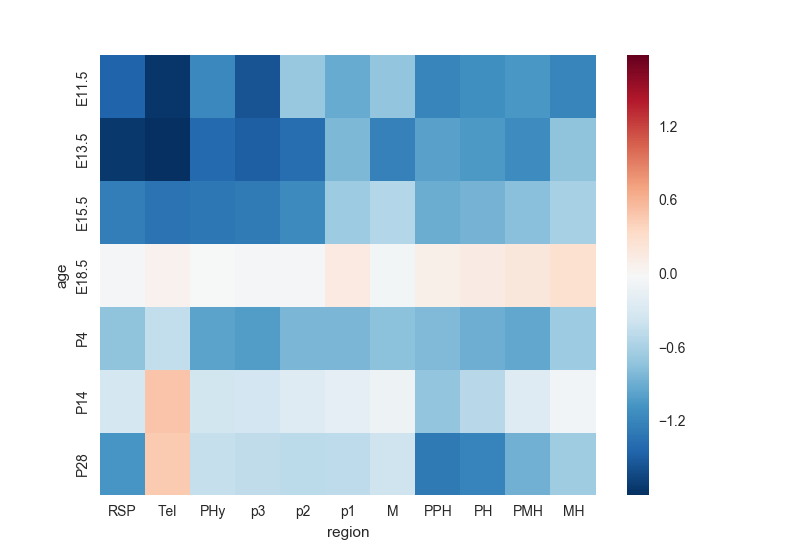 age
E11.5
E13.5
E15.5
E18.5
P4
P14
P28
RSP Tel PHy p3 p2 p1 M PPH PH PMH MH
region
1.2
0.6
0.0
−0.6
−1.2